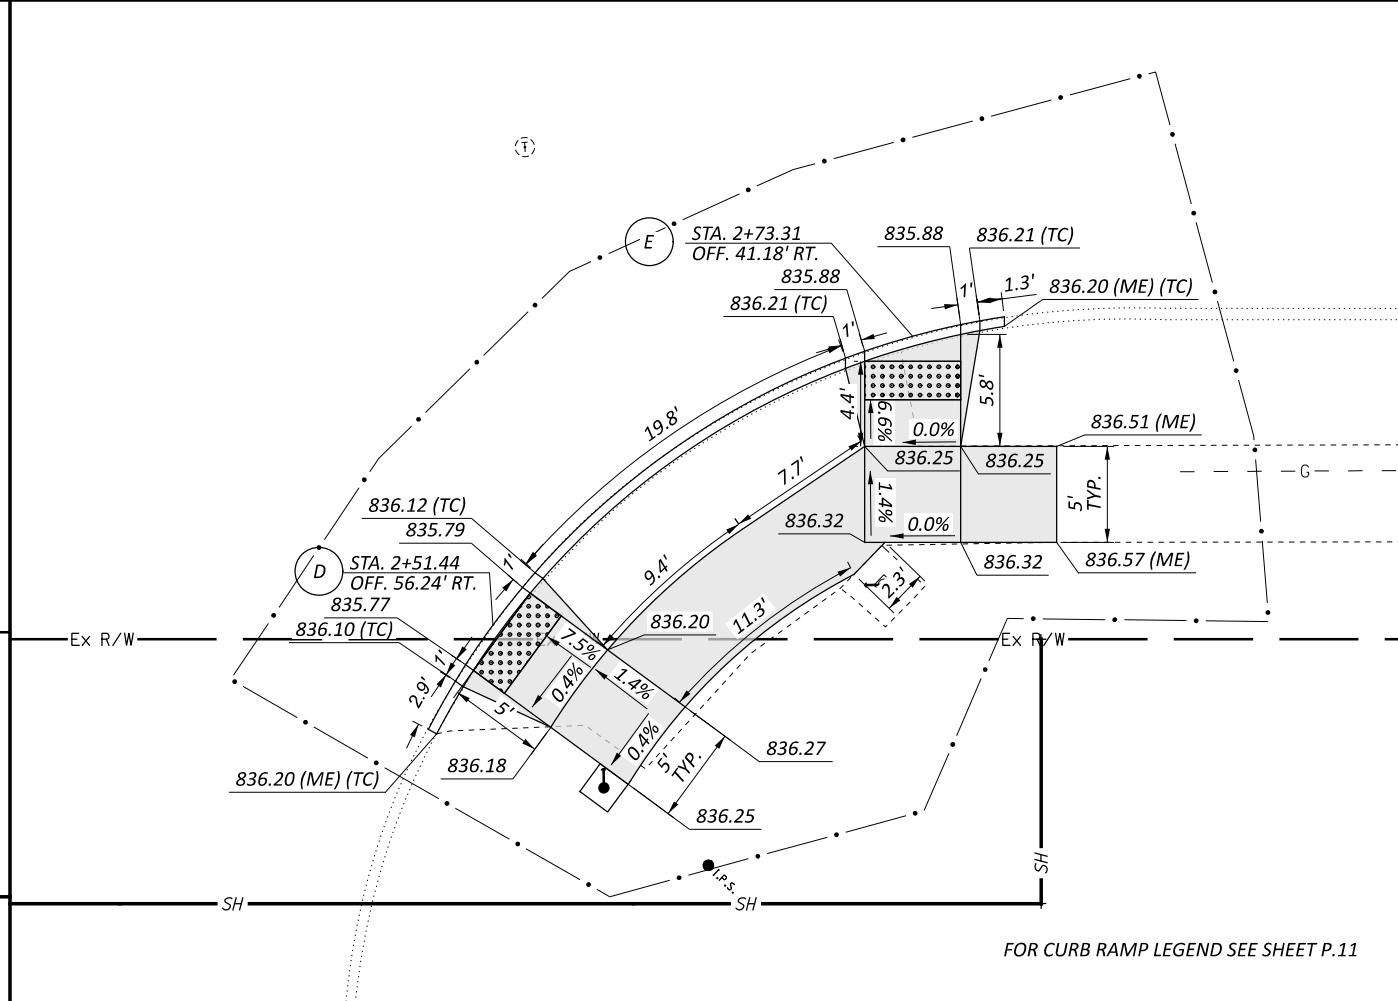 T
E
STA. 2+73.31
OFF. 41.18' RT.
835.88
836.21 (TC)
835.88
1'
1.3'
836.20 (ME) (TC)
836.21 (TC)
1'
4.4'
6.6%
0.0%
5.8'
836.51 (ME)
19.8'
836.25
836.25
G
7.7'
1.4%
5'
TYP.
836.12 (TC)
836.32
0.0%
835.79
1'
9.4'
836.32
836.57 (ME)
D
STA. 2+51.44
OFF. 56.24' RT.
2.3'
835.77
11.3'
836.20
836.10 (TC)
Ex R/W
Ex R/W
7.5%
1'
2.9'
0.4%
1.4%
5'
0.4%
836.27
5'
TYP.
836.18
836.20 (ME) (TC)
836.25
I.P.S.
SH
SH
SH
FOR CURB RAMP LEGEND SEE SHEET P.11